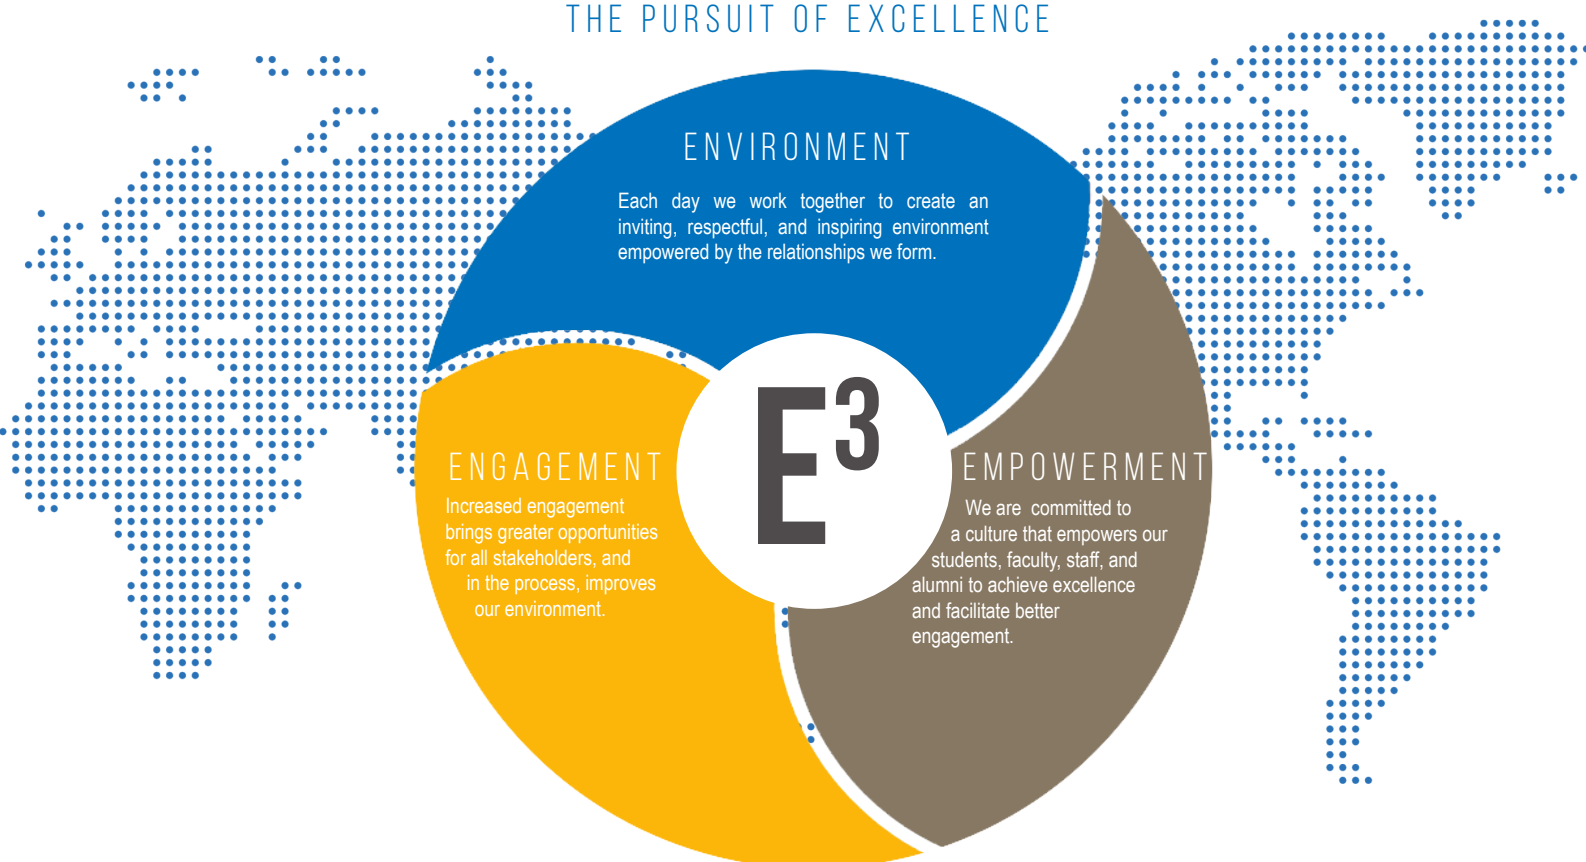 THE PURSUIT OF EXCELLENCE
ENVIRONMENT
Each day we work together to create an
inviting, respectful, and inspiring environment
empowered by the relationships we form.
E³
ENGAGEMENT
Increased engagement
brings greater opportunities
for all stakeholders, and
in the process, improves
our environment.
EMPOWERMENT
We are committed to
a culture that empowers our
students, faculty, staff, and
alumni to achieve excellence
and facilitate better
engagement.